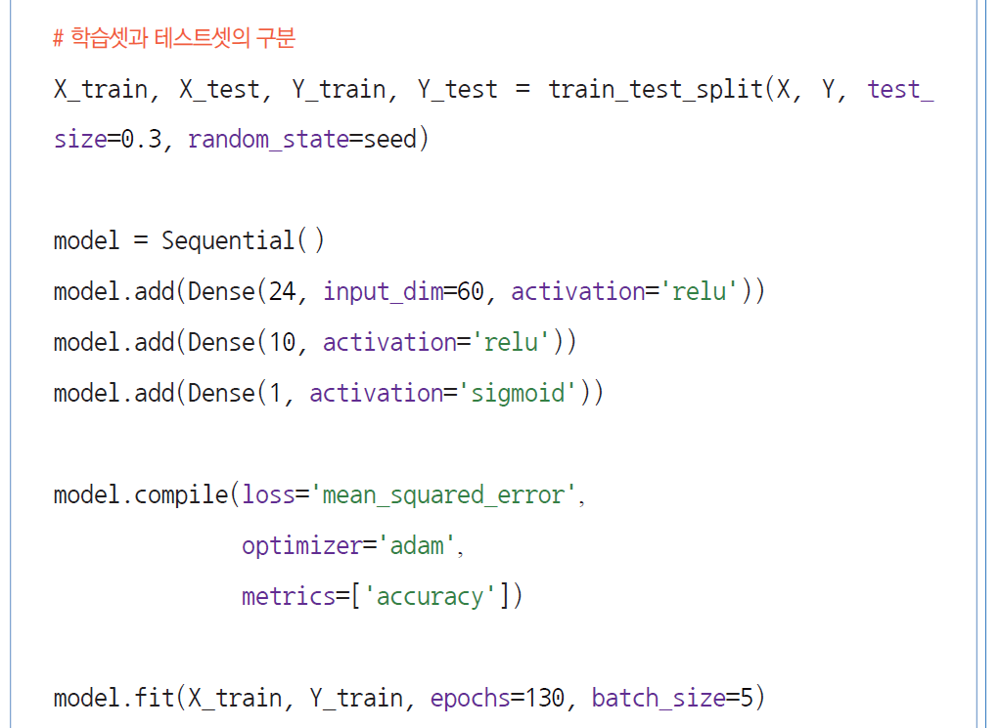 # 학습셋과 테스트셋의 구분
X_train, X_test, Y_train, Y_test = train_test_split(X, Y, test_
size=0.3, random_state=seed)
model = Sequential()
model.add(Dense(24, input_dim=60, activation='relu'))
model.add(Dense(10, activation='relu'))
model.add(Dense(1, activation='sigmoid'))
model.compile(loss='mean_squared_error',
optimizer='adam',
metrics=['accuracy'])
model.fit(X_train, Y_train, epochs=130, batch_size=5)